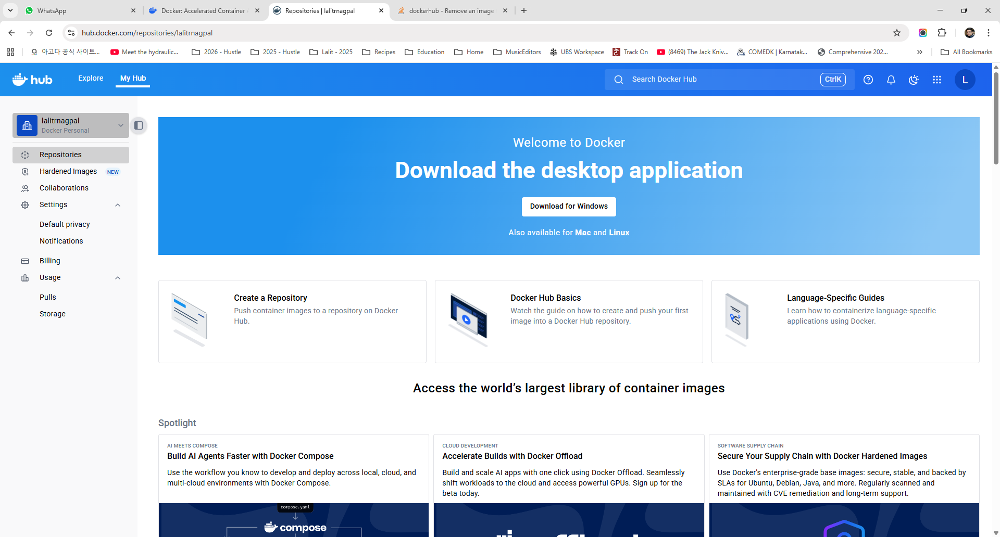 WhatsApp
Docker: Accelerated Container
Repositories | lalitrnagpal
dockerhub - Remove an image
hub.docker.com/repositories/lalitrnagpal
아고다 공식 사이트...
Meet the hydraulic...
2026 - Hustle
2025 - Hustle
Lalit - 2025
Recipes
Education
Home
MusicEditors
UBS Workspace
Track On
(8469) The Jack Kniv...
COMEDK | Karnatak...
Comprehensive 202...
All Bookmarks
hub
Explore
My Hub
Search Docker Hub
CtrlK
L
lalitrnagpal
Docker Personal
Repositories
Hardened Images NEW
Collaborations
Settings
Default privacy
Notifications
Billing
Usage
Pulls
Storage
Welcome to Docker
Download the desktop application
Download for Windows
Also available for Mac and Linux
Create a Repository
Push container images to a repository on Docker
Hub.
Docker Hub Basics
Watch the guide on how to create and push your first
image into a Docker Hub repository.
Language-Specific Guides
Learn how to containerize language-specific
applications using Docker.
Access the world’s largest library of container images
Spotlight
AI MEETS COMPOSE
Build AI Agents Faster with Docker Compose
Use the workflow you know to develop and deploy across local, cloud, and
multi-cloud environments with Docker Compose.
compose.yaml
compose
CLOUD DEVELOPMENT
Accelerate Builds with Docker Offload
Build and scale AI apps with one click using Docker Offload. Seamlessly
shift workloads to the cloud and access powerful GPUs. Sign up for the
beta today.
SOFTWARE SUPPLY CHAIN
Secure Your Supply Chain with Docker Hardened Images
Use Docker's enterprise-grade base images: secure, stable, and backed by
SLAs for Ubuntu, Debian, Java, and more. Regularly scanned and
maintained with CVE remediation and long-term support.